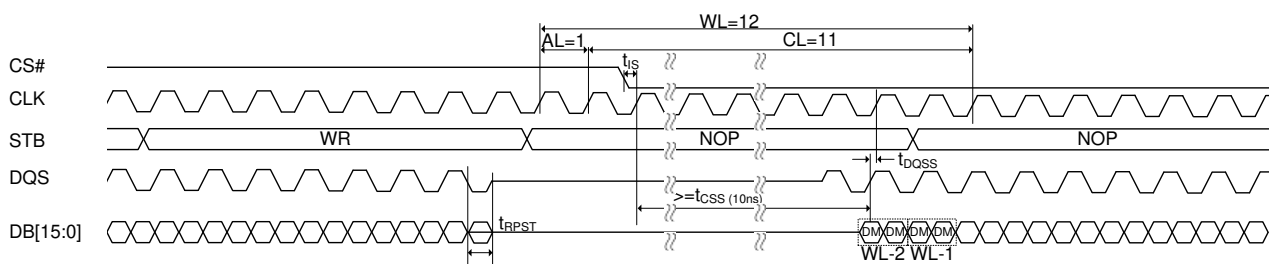 WL=12
AL=1
CL=11
CS#
tIS
CLK
STB
WR
NOP
NOP
tDQSS
DQS
>=tCSS (10ns)
DB[15:0]
tRPST
DM DM DM DM
WL-2 WL-1